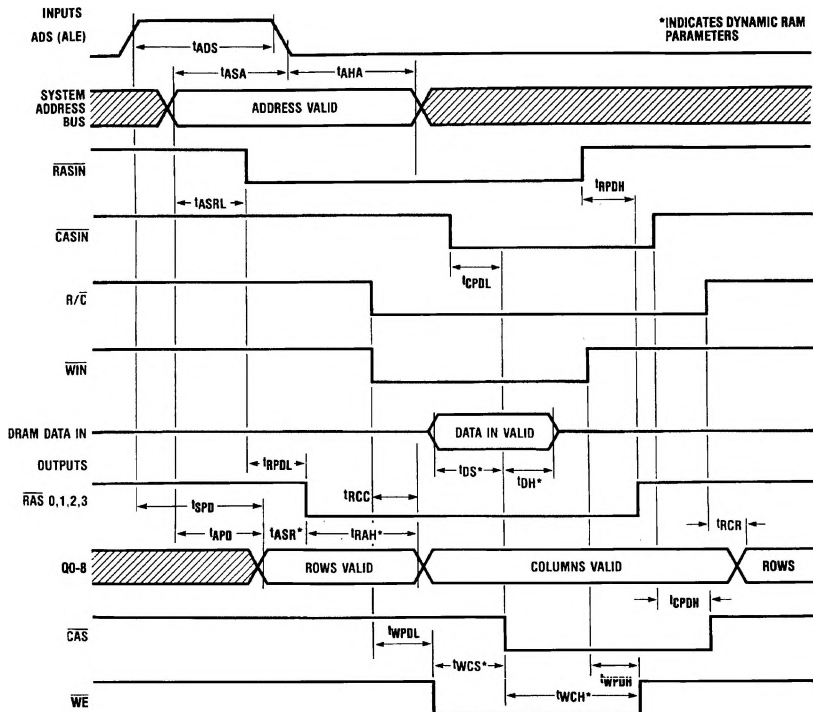 INPUTS
ADS (ALE)
*INDICATES DYNAMIC RAM
PARAMETERS
tADS
tASA
tAHA
SYSTEM
ADDRESS
BUS
ADDRESS VALID
RASIN
tRPDH
tASRL
CASIN
tCPDL
R/C
WIN
DRAM DATA IN
DATA IN VALID
OUTPUTS
tRPDL
tDS*
tDH*
RAS 0,1,2,3
tRCC
tSPD
tRCR
tAPD
tASR*
tRAH*
Q0-8
ROWS VALID
COLUMNS VALID
ROWS
tCPDH
CAS
tWPDL
tWCS*
tWPDH
tWCH*
WE